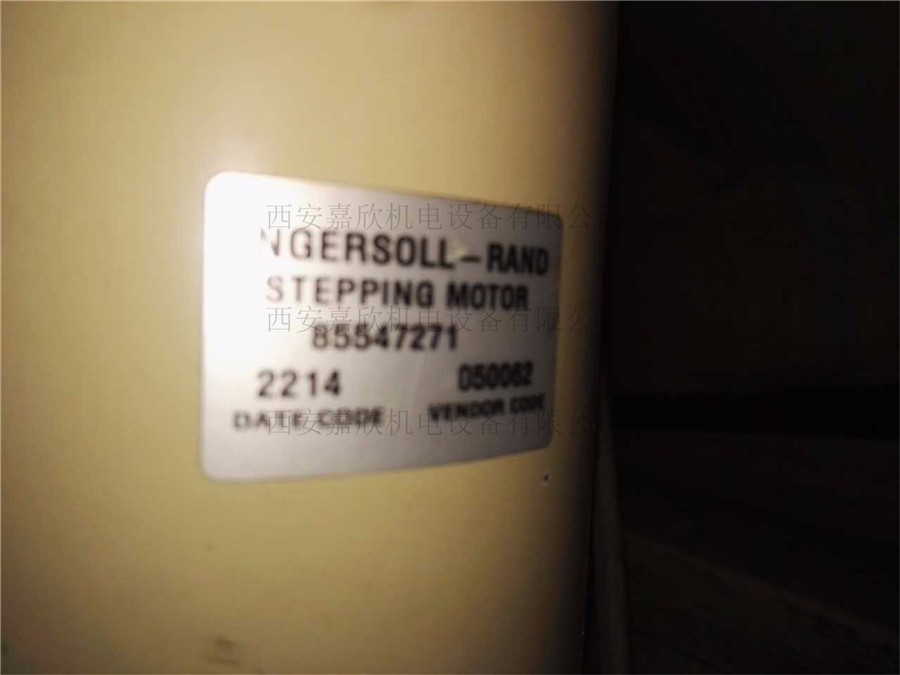 西安嘉欣机电设备有限公
NGERSOLL-RAND
STEPPING MOTOR
西安嘉欣机电设备有限公
85547271
2214 050062
DATE CODE VENDOR CODE
西安嘉欣机电设备有限公